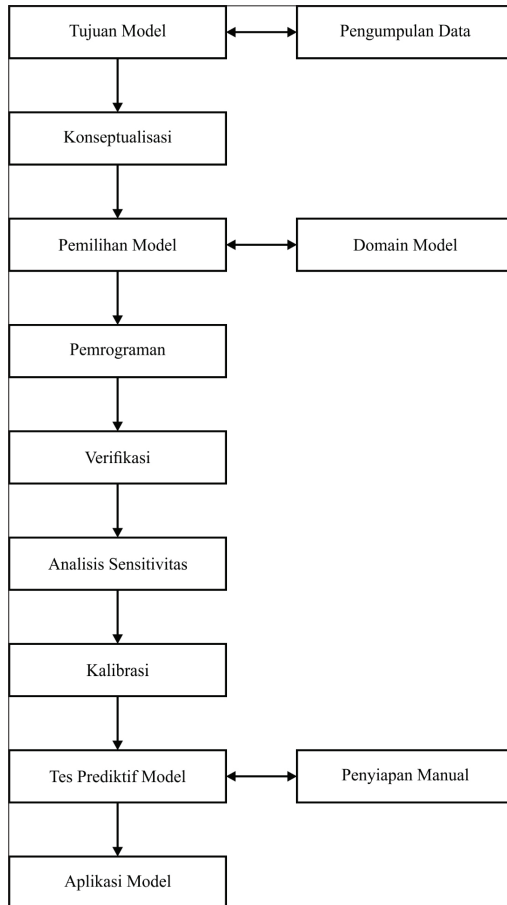 Tujuan Model
Pengumpulan Data
Konseptualisasi
Pemilihan Model
Domain Model
Pemrograman
Verifikasi
Analisis Sensitivitas
Kalibrasi
Tes Prediktif Model
Penyiapan Manual
Aplikasi Model